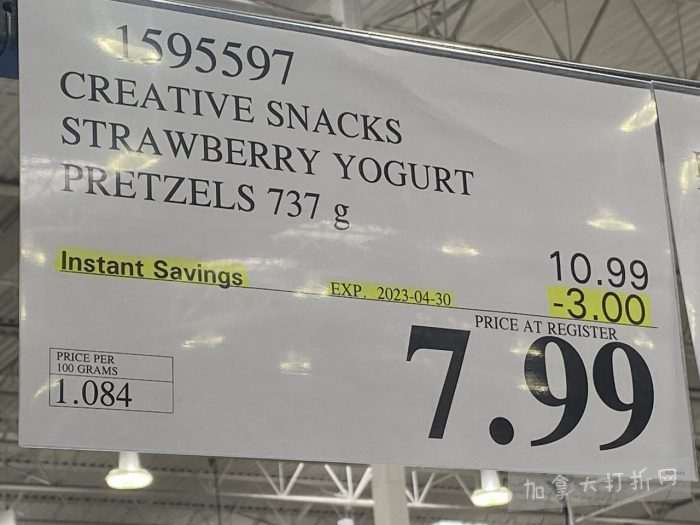 1595597
CREATIVE SNACKS
STRAWBERRY YOGURT
PRETZELS 737 g
10.99
Instant Savings EXP. 2023-04-30 -3.00
PRICE AT REGISTER
7.99
PRICE PER
100 GRAMS
1.084
加拿大打折网